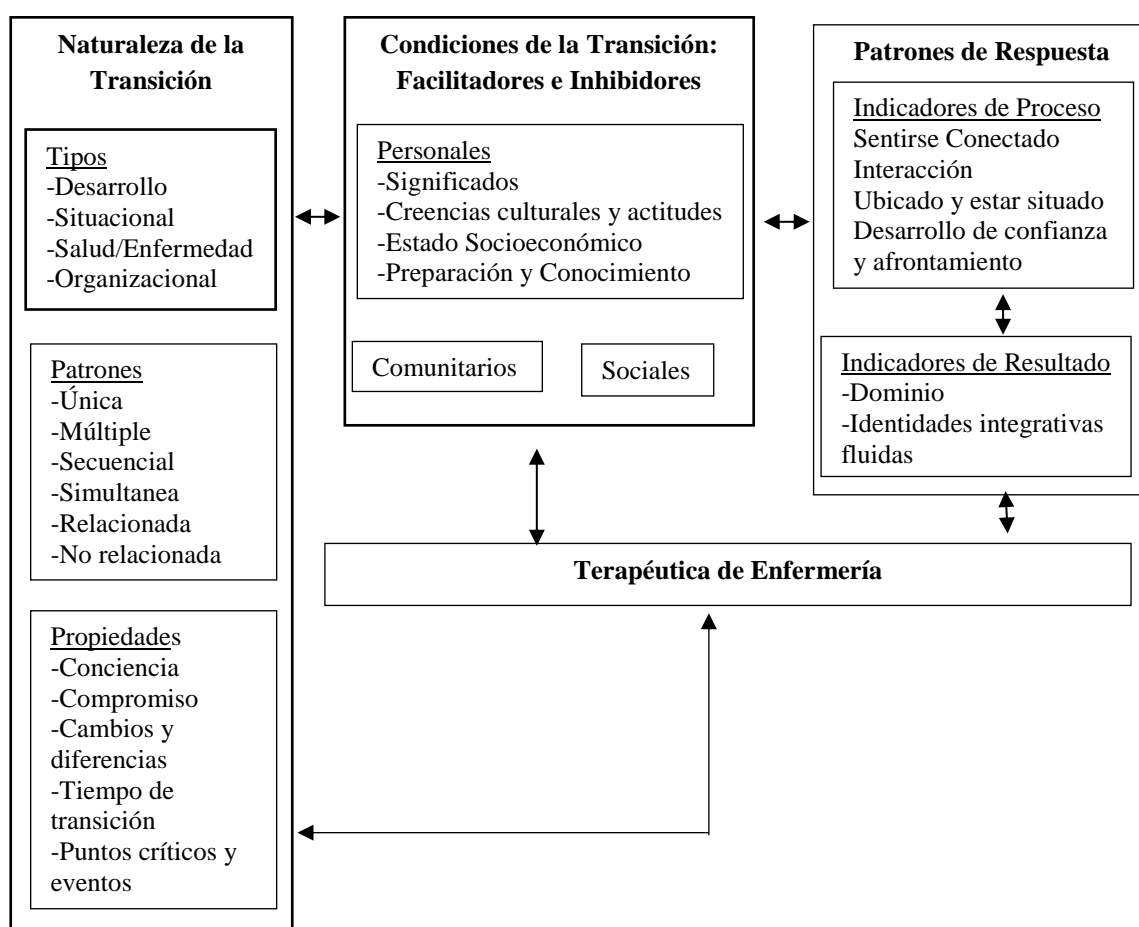 Naturaleza de la
Transición
Tipos
-Desarrollo
-Situacional
-Salud/Enfermedad
-Organizacional
Patrones
-Única
-Múltiple
-Secuencial
-Simultanea
-Relacionada
-No relacionada
Propiedades
-Conciencia
-Compromiso
-Cambios y
diferencias
-Tiempo de
transición
-Puntos críticos y
eventos
Condiciones de la Transición:
Facilitadores e Inhibidores
Personales
-Significados
-Creencias culturales y actitudes
-Estado Socioeconómico
-Preparación y Conocimiento
Comunitarios
Sociales
Patrones de Respuesta
Indicadores de Proceso
Sentirse Conectado
Interacción
Ubicado y estar situado
Desarrollo de confianza
y afrontamiento
Indicadores de Resultado
-Dominio
-Identidades integrativas
fluidas
Terapéutica de Enfermería